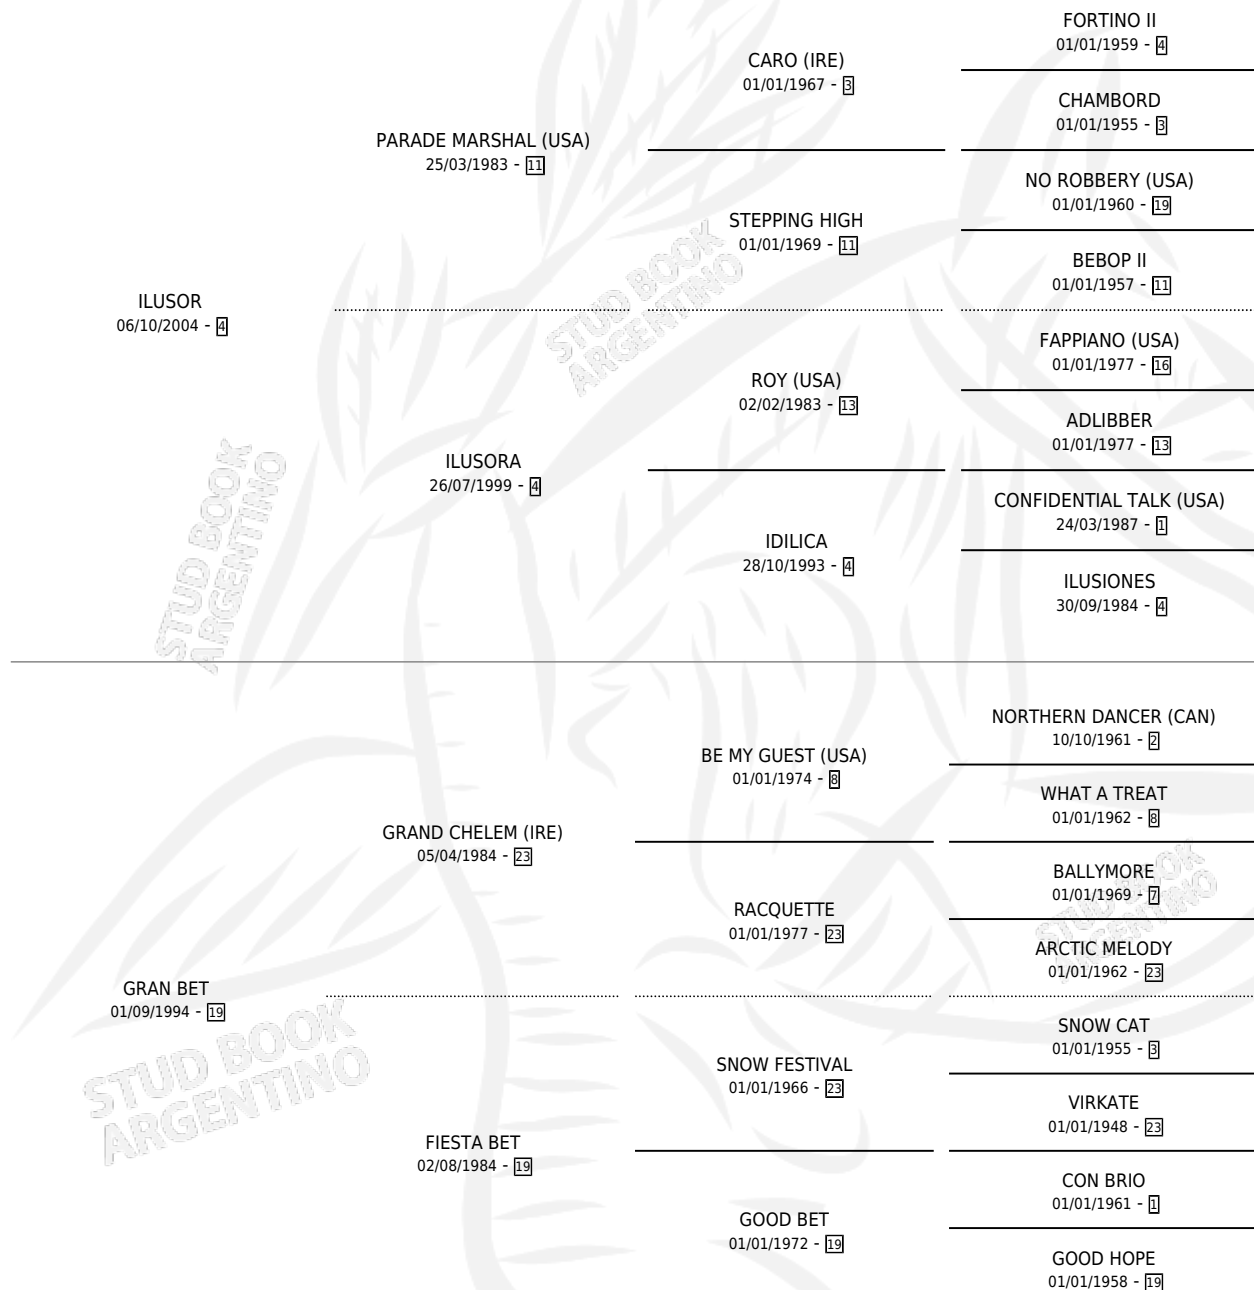 FORTINO II
01/01/1959 - 4
CARO (IRE)
01/01/1967 - 3
CHAMBORD
01/01/1955 - 3
PARADE MARSHAL (USA)
25/03/1983 - 11
NO ROBBERY (USA)
01/01/1960 - 19
STEPPING HIGH
01/01/1969 - 11
BEBOP II
01/01/1957 - 11
ILUSOR
06/10/2004 - 4
STUD BOOK
ARGENTINO
FAPPIANO (USA)
01/01/1977 - 16
ROY (USA)
02/02/1983 - 13
ADLIBBER
01/01/1977 - 13
ILUSORA
26/07/1999 - 4
CONFIDENTIAL TALK (USA)
24/03/1987 - 1
IDILICA
28/10/1993 - 4
ILUSIONES
30/09/1984 - 4
STUD BOOK
ARGENTINO
NORTHERN DANCER (CAN)
10/10/1961 - 2
BE MY GUEST (USA)
01/01/1974 - 8
WHAT A TREAT
01/01/1962 - 8
GRAND CHELEM (IRE)
05/04/1984 - 23
BALLYMORE
01/01/1969 - 7
RACQUETTE
01/01/1977 - 23
STUD BOOK
ARGENTINO
ARCTIC MELODY
01/01/1962 - 23
GRAN BET
01/09/1994 - 19
SNOW CAT
01/01/1955 - 3
SNOW FESTIVAL
01/01/1966 - 23
STUD BOOK
ARGENTINO
VIRKATE
01/01/1948 - 23
FIESTA BET
02/08/1984 - 19
CON BRIO
01/01/1961 - 1
GOOD BET
01/01/1972 - 19
GOOD HOPE
01/01/1958 - 19